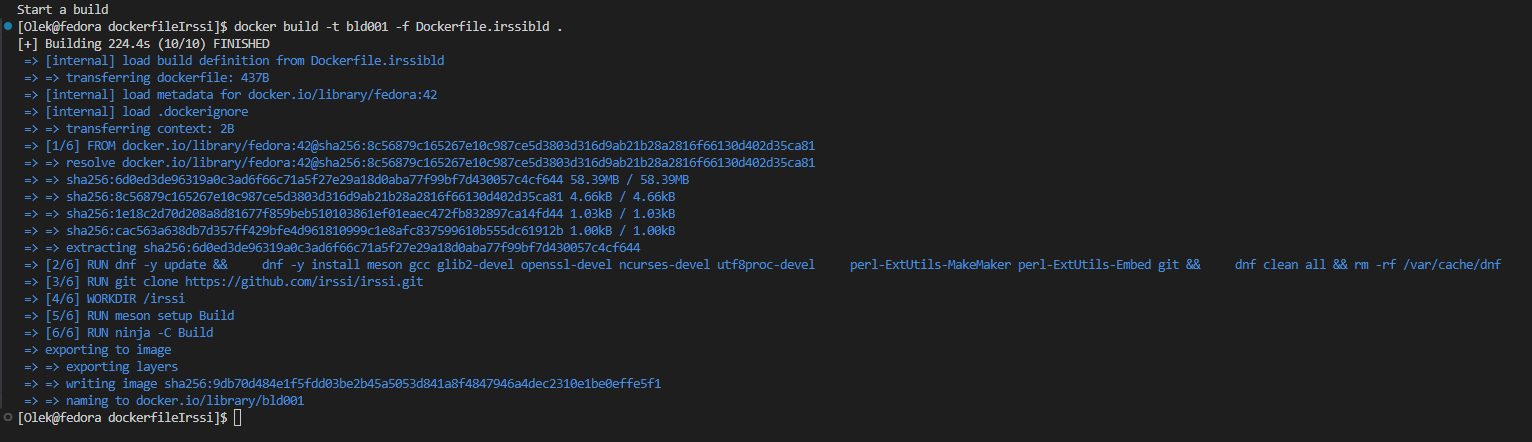 Start a build
[Olek@fedora dockerfileIrssi]$ docker build -t bld001 -f Dockerfile.irssibld .
[+] Building 224.4s (10/10) FINISHED
=> [internal] load build definition from Dockerfile.irssibld
=> => transferring dockerfile: 437B
=> [internal] load metadata for docker.io/library/fedora:42
=> [internal] load .dockerignore
=> => transferring context: 2B
=> [1/6] FROM docker.io/library/fedora:42@sha256:8c56879c165267e10c987ce5d3803d316d9ab21b28a2816f66130d402d35ca81
=> => resolve docker.io/library/fedora:42@sha256:8c56879c165267e10c987ce5d3803d316d9ab21b28a2816f66130d402d35ca81
=> => sha256:6d0ed3de96319a0c3ad6f66c71a5f27e29a18d0aba77f99bf7d430057c4cf644 58.39MB / 58.39MB
=> => sha256:8c56879c165267e10c987ce5d3803d316d9ab21b28a2816f66130d402d35ca81 4.66kB / 4.66kB
=> => sha256:1e18c2d70d208a8d81677f859beb510103861ef01eaec472fb832897ca14fd44 1.03kB / 1.03kB
=> => sha256:cac563a638db7d357ff429bfe4d961810999c1e8afc837599610b555dc61912b 1.00kB / 1.00kB
=> => extracting sha256:6d0ed3de96319a0c3ad6f66c71a5f27e29a18d0aba77f99bf7d430057c4cf644
=> [2/6] RUN dnf -y update &&     dnf -y install meson gcc glib2-devel openssl-devel ncurses-devel utf8proc-devel     perl-ExtUtils-MakeMaker perl-ExtUtils-Embed git &&     dnf clean all && rm -rf /var/cache/dnf
=> [3/6] RUN git clone https://github.com/irssi/irssi.git
=> [4/6] WORKDIR /irssi
=> [5/6] RUN meson setup Build
=> [6/6] RUN ninja -C Build
=> exporting to image
=> => exporting layers
=> => writing image sha256:9db70d484e1f5fdd03be2b45a5053d841a8f4847946a4dec2310e1be0effe5f1
=> => naming to docker.io/library/bld001
[Olek@fedora dockerfileIrssi]$